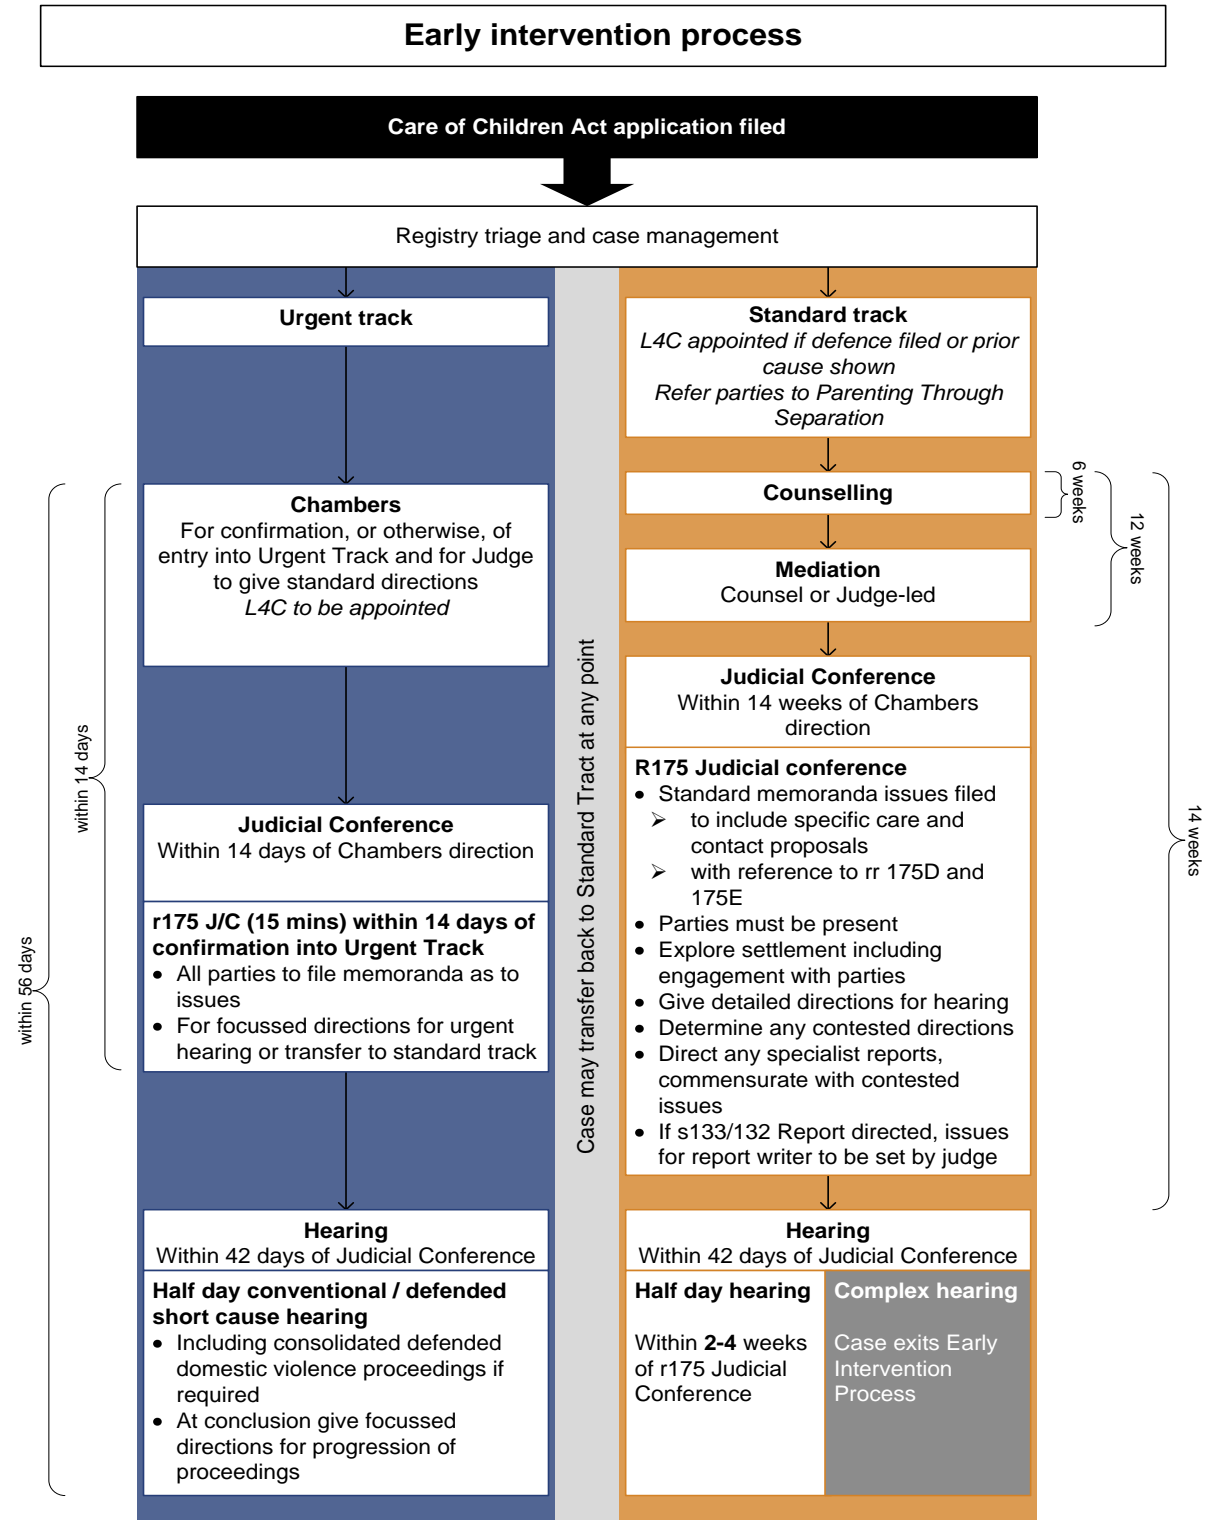 Early intervention process
Care of Children Act application filed
Registry triage and case management
Urgent track
Chambers
For confirmation, or otherwise, of
entry into Urgent Track and for Judge
to give standard directions
L4C to be appointed
Judicial Conference
Within 14 days of Chambers direction
r175 J/C (15 mins) within 14 days of
confirmation into Urgent Track
• All parties to file memoranda as to
issues
• For focussed directions for urgent
hearing or transfer to standard track
Hearing
Within 42 days of Judicial Conference
Half day conventional / defended
short cause hearing
• Including consolidated defended
domestic violence proceedings if
required
• At conclusion give focussed
directions for progression of
proceedings
within 14 days
within 56 days
Case may transfer back to Standard Tract at any point
Standard track
L4C appointed if defence filed or prior
cause shown
Refer parties to Parenting Through
Separation
Counselling
Mediation
Counsel or Judge-led
Judicial Conference
Within 14 weeks of Chambers
direction
R175 Judicial conference
• Standard memoranda issues filed
➢ to include specific care and
contact proposals
➢ with reference to rr 175D and
175E
• Parties must be present
• Explore settlement including
engagement with parties
• Give detailed directions for hearing
• Determine any contested directions
• Direct any specialist reports,
commensurate with contested
issues
• If s133/132 Report directed, issues
for report writer to be set by judge
Hearing
Within 42 days of Judicial Conference
Half day hearing
Within 2-4 weeks
of r175 Judicial
Conference
Complex hearing
Case exits Early
Intervention
Process
6 weeks
12 weeks
14 weeks